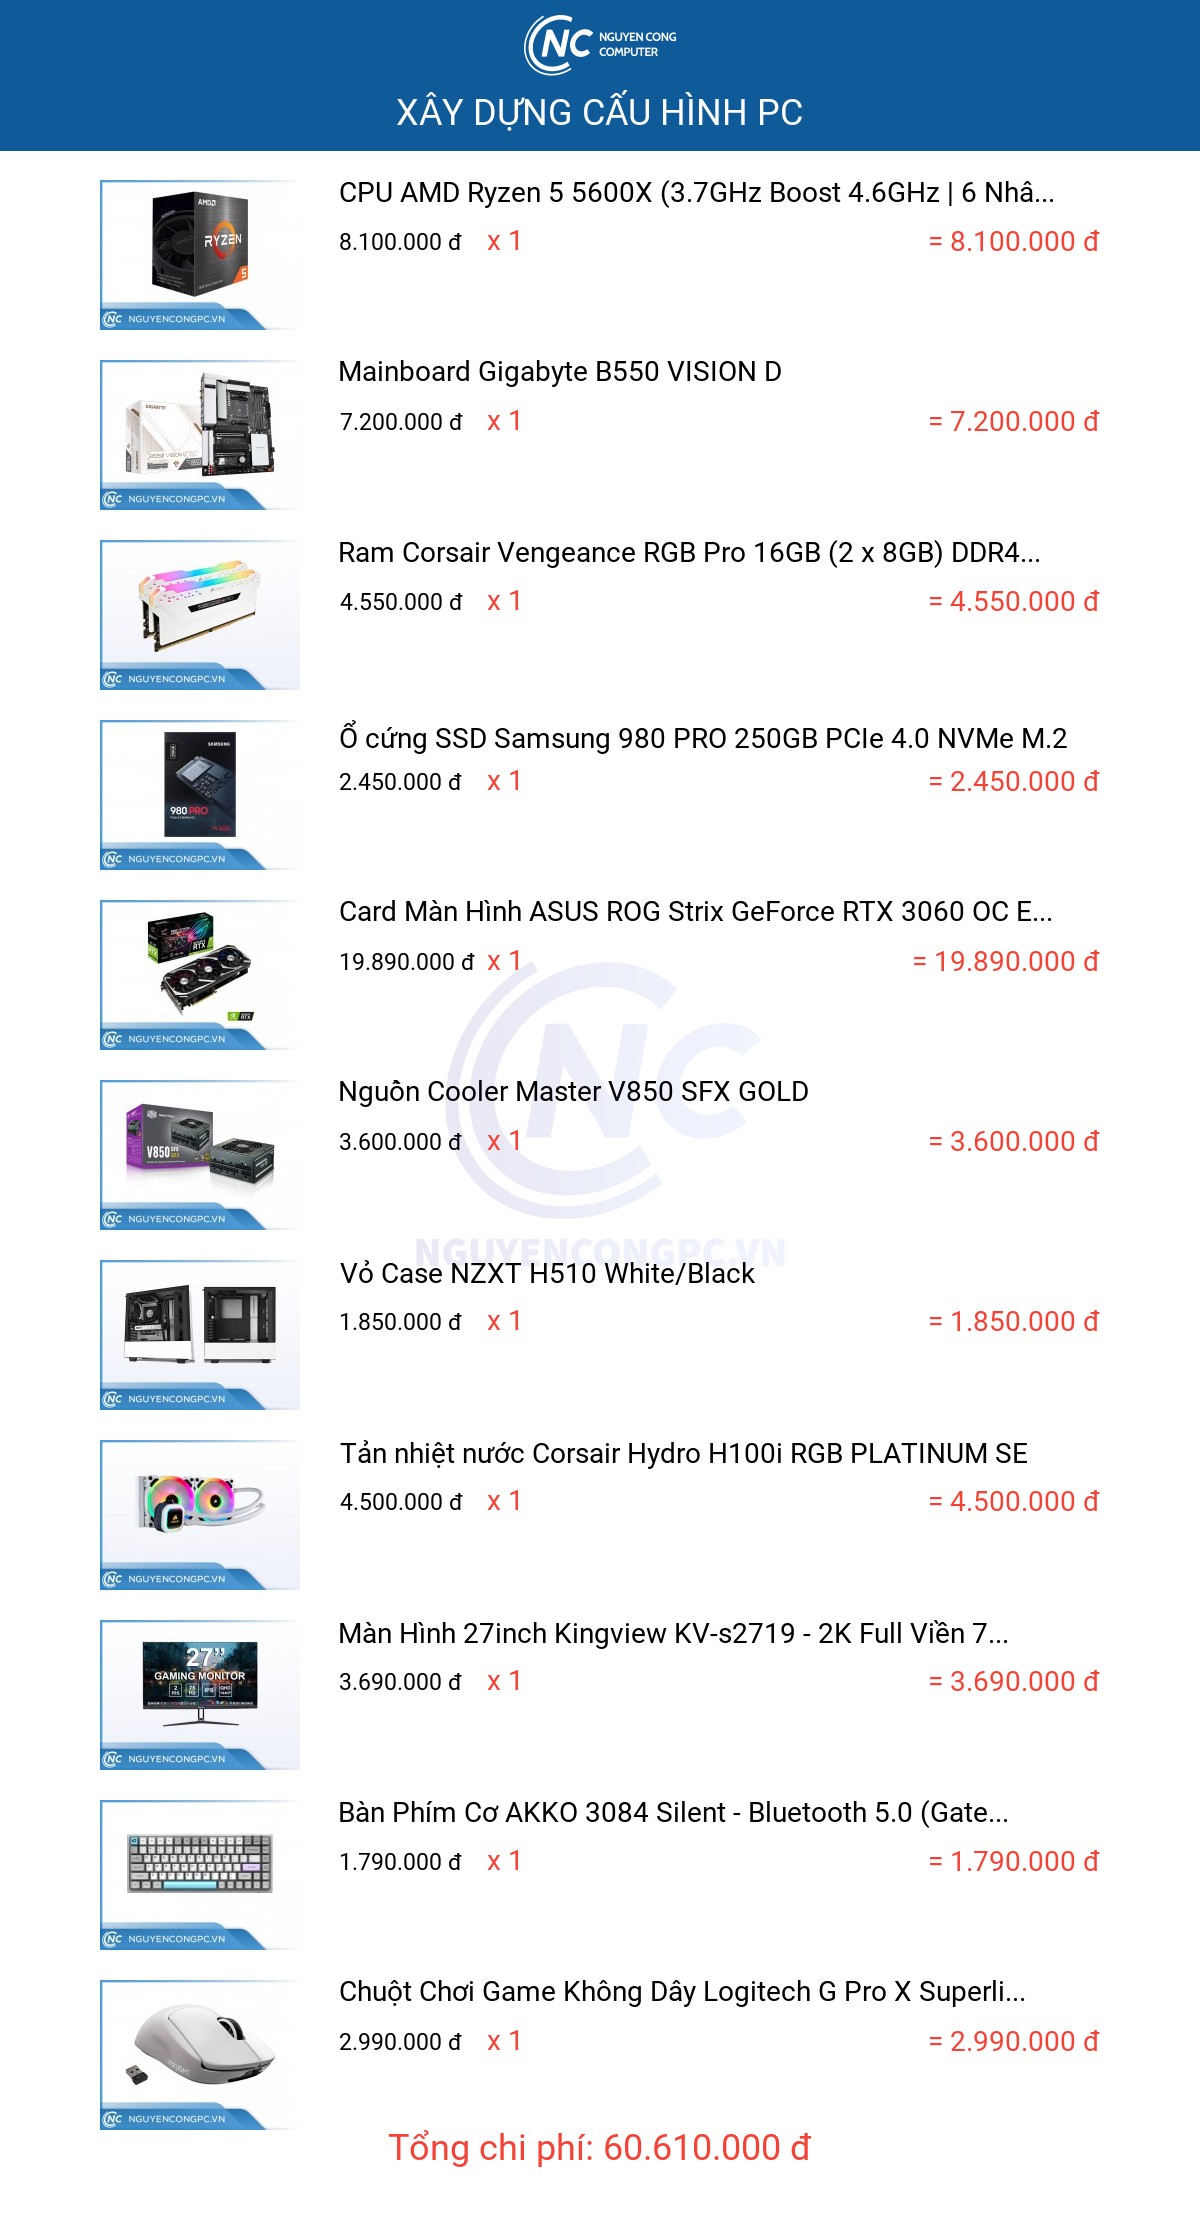 NC NGUYEN CONG
COMPUTER
XÂY DỰNG CẤU HÌNH PC
CPU AMD Ryzen 5 5600X (3.7GHz Boost 4.6GHz | 6 Nhâ...
8.100.000 đ x 1 = 8.100.000 đ
AMD
RYZEN
5
NC NGUYENCONGPC.VN
Mainboard Gigabyte B550 VISION D
7.200.000 đ x 1 = 7.200.000 đ
GIGABYTE
NC NGUYENCONGPC.VN
Ram Corsair Vengeance RGB Pro 16GB (2 x 8GB) DDR4...
4.550.000 đ x 1 = 4.550.000 đ
NC NGUYENCONGPC.VN
Ổ cứng SSD Samsung 980 PRO 250GB PCIe 4.0 NVMe M.2
2.450.000 đ x 1 = 2.450.000 đ
SAMSUNG
980 PRO
NC NGUYENCONGPC.VN
Card Màn Hình ASUS ROG Strix GeForce RTX 3060 OC E...
19.890.000 đ x 1 = 19.890.000 đ
RTX
NC NGUYENCONGPC.VN
NC
Nguồn Cooler Master V850 SFX GOLD
3.600.000 đ x 1 = 3.600.000 đ
V850 SFX
NC NGUYENCONGPC.VN
NGUYENCONGPC.VN
Vỏ Case NZXT H510 White/Black
1.850.000 đ x 1 = 1.850.000 đ
NC NGUYENCONGPC.VN
Tản nhiệt nước Corsair Hydro H100i RGB PLATINUM SE
4.500.000 đ x 1 = 4.500.000 đ
NC NGUYENCONGPC.VN
Màn Hình 27inch Kingview KV-s2719 - 2K Full Viền 7...
3.690.000 đ x 1 = 3.690.000 đ
27”
GAMING MONITOR
NC NGUYENCONGPC.VN
Bàn Phím Cơ AKKO 3084 Silent - Bluetooth 5.0 (Gate...
1.790.000 đ x 1 = 1.790.000 đ
NC NGUYENCONGPC.VN
Chuột Chơi Game Không Dây Logitech G Pro X Superli...
2.990.000 đ x 1 = 2.990.000 đ
NC NGUYENCONGPC.VN
Tổng chi phí: 60.610.000 đ